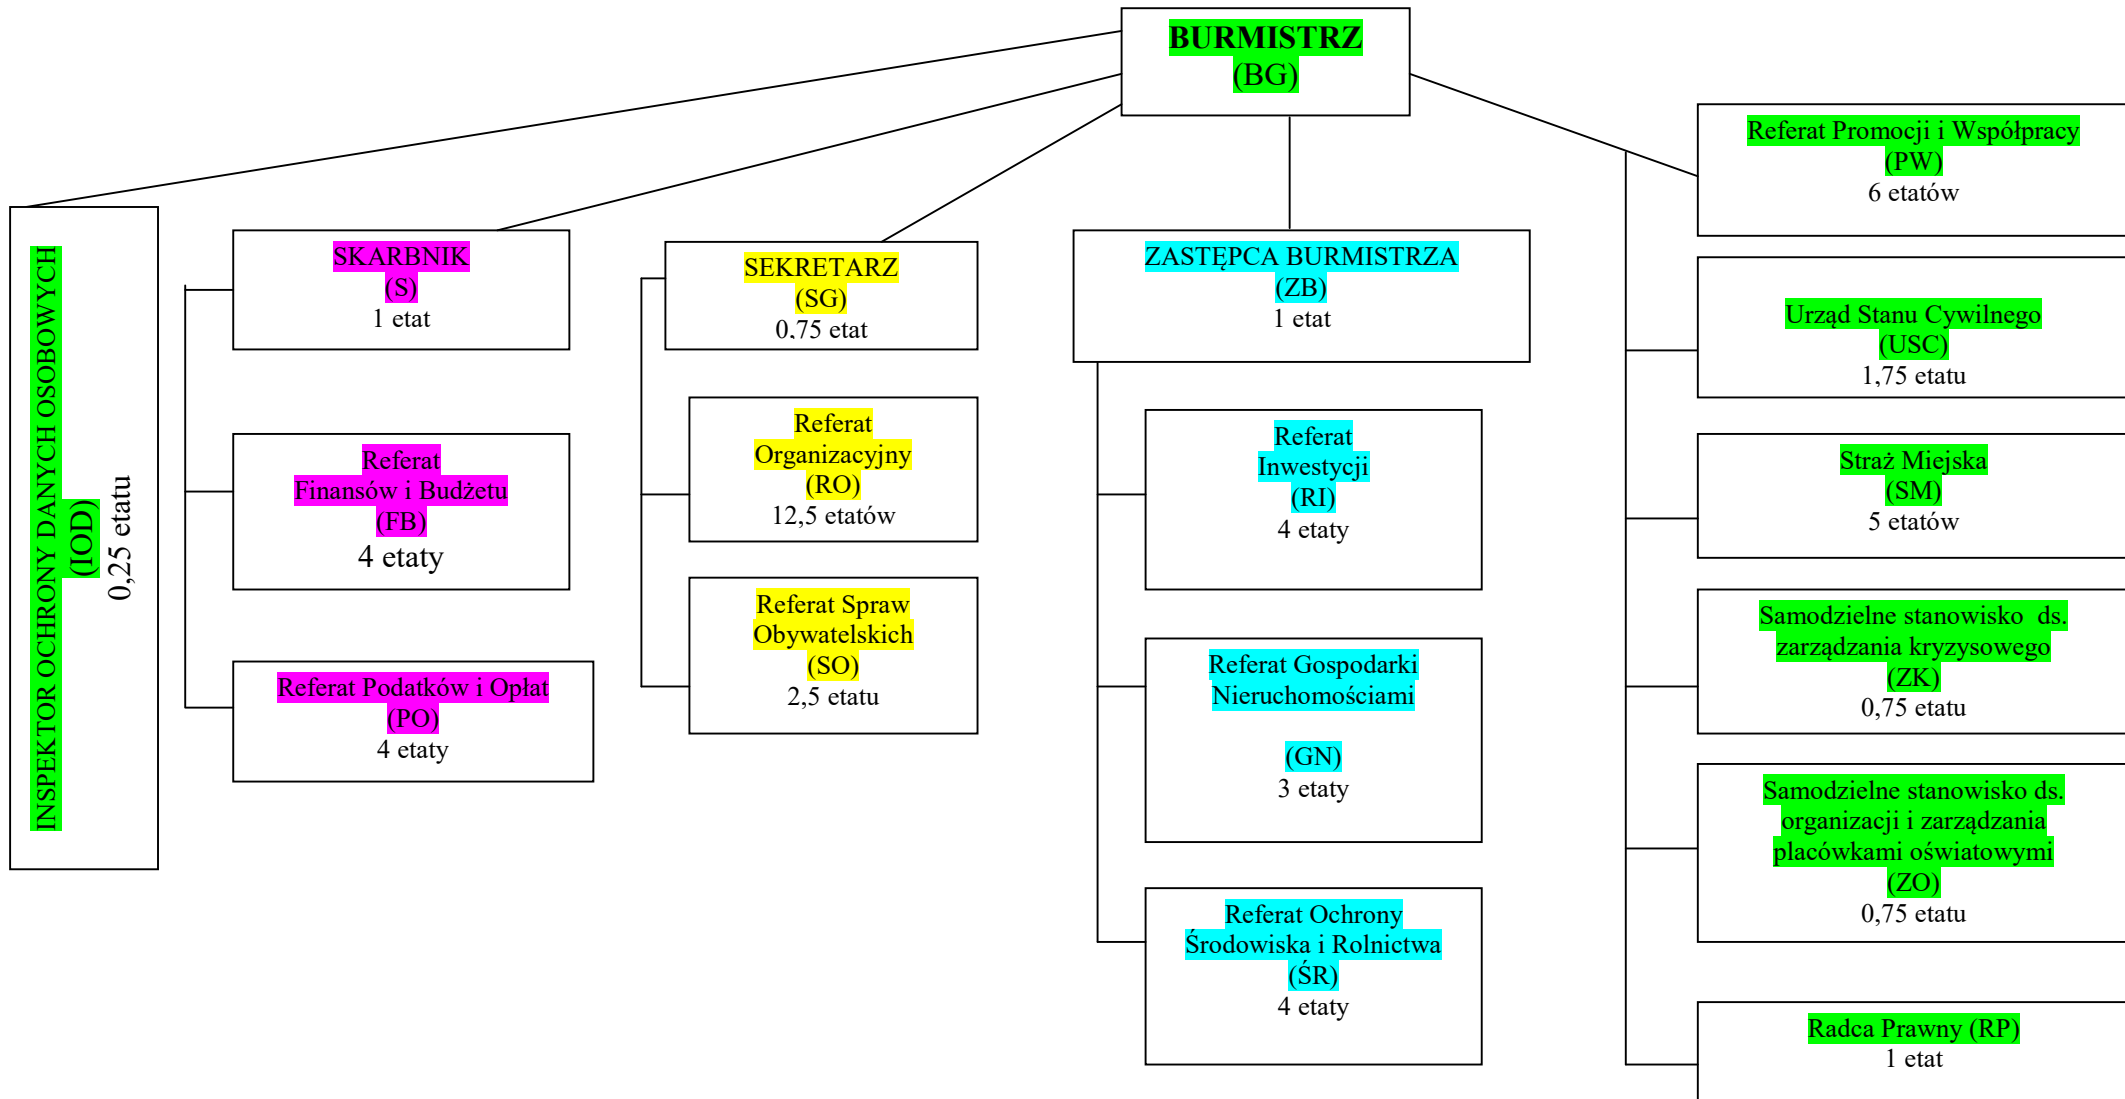 BURMISTRZ
(BG)
INSPEKTOR OCHRONY DANYCH OSOBOWYCH
(IOD)
0,25 etatu
SKARBNIK
(S)
1 etat
Referat
Finansów i Budżetu
(FB)
4 etaty
Referat Podatków i Opłat
(PO)
4 etaty
SEKRETARZ
(SG)
0,75 etat
Referat
Organizacyjny
(RO)
12,5 etatów
Referat Spraw
Obywatelskich
(SO)
2,5 etatu
ZASTĘPCA BURMISTRZA
(ZB)
1 etat
Referat
Inwestycji
(RI)
4 etaty
Referat Gospodarki
Nieruchomościami
(GN)
3 etaty
Referat Ochrony
Środowiska i Rolnictwa
(ŚR)
4 etaty
Referat Promocji i Współpracy
(PW)
6 etatów
Urząd Stanu Cywilnego
(USC)
1,75 etatu
Straż Miejska
(SM)
5 etatów
Samodzielne stanowisko ds.
zarządzania kryzysowego
(ZK)
0,75 etatu
Samodzielne stanowisko ds.
organizacji i zarządzania
placówkami oświatowymi
(ZO)
0,75 etatu
Radca Prawny (RP)
1 etat